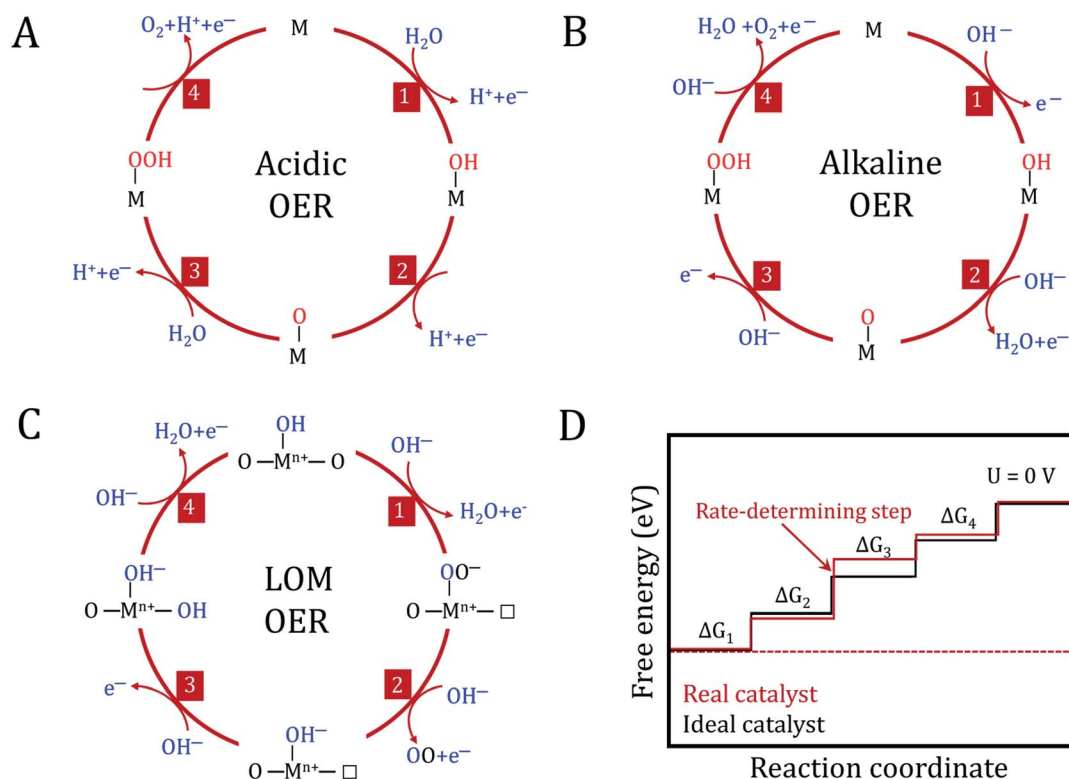 A
O₂+H⁺+e⁻
M
H₂O
4
1
H⁺+e⁻
OOH
M
Acidic
OER
OH
M
H⁺+e⁻
3
2
H₂O
O
M
H⁺+e⁻
B
H₂O +O₂+e⁻
M
OH⁻
OH⁻
4
1
e⁻
OOH
M
Alkaline
OER
OH
M
e⁻
3
2
OH⁻
OH⁻
O
M
H₂O+e⁻
C
H₂O+e⁻
OH
O —Mⁿ⁺— O
OH⁻
OH⁻
4
1
H₂O+e-
OH⁻
O —Mⁿ⁺— OH
LOM
OER
OO⁻
O —Mⁿ⁺— □
e⁻
3
2
OH⁻
OH⁻
OH⁻
O —Mⁿ⁺— □
OO+e⁻
D
Free energy (eV)
U = 0 V
Rate-determining step
ΔG₄
ΔG₃
ΔG₂
ΔG₁
Real catalyst
Ideal catalyst
Reaction coordinate